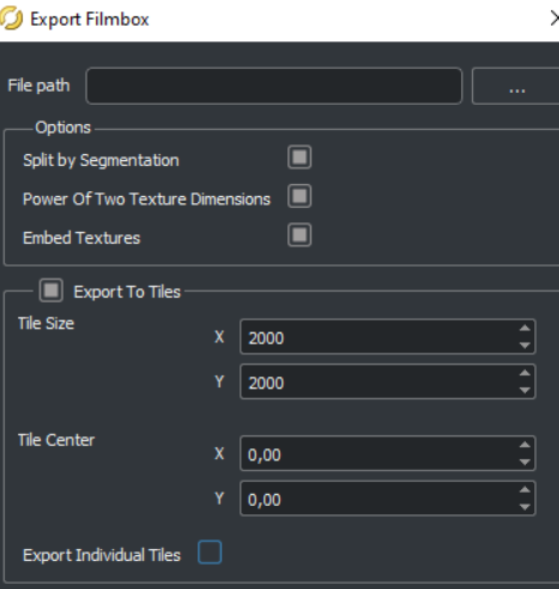 Export Filmbox
File path
...
Options
Split by Segmentation
Power Of Two Texture Dimensions
Embed Textures
Export To Tiles
Tile Size
X 2000
Y 2000
Tile Center
X 0,00
Y 0,00
Export Individual Tiles